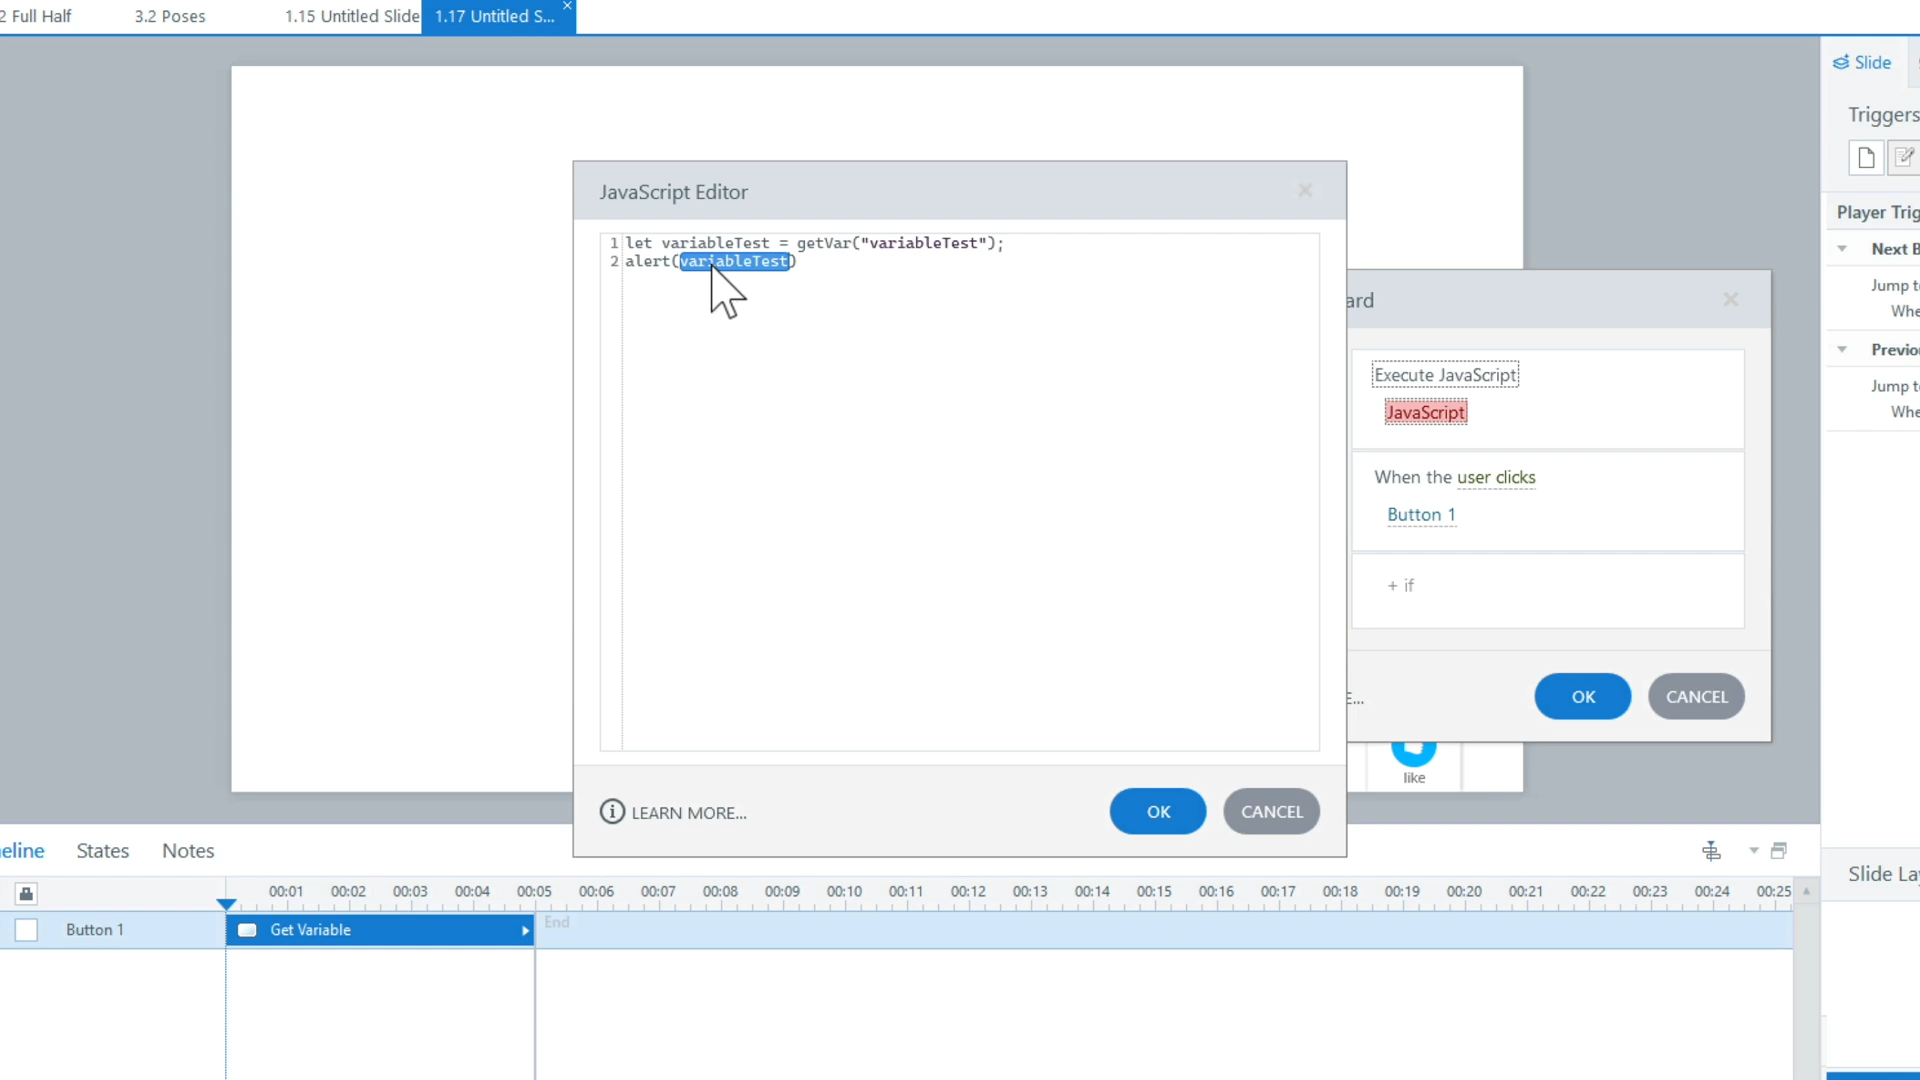 2 Full Half
3.2 Poses
1.15 Untitled Slide
1.17 Untitled S...
Slide
Triggers
Player Trig
Next B
Jump t
Whe
Previo
Jump t
Whe
JavaScript Editor
1 let variableTest = getVar("variableTest");
2 alert(variableTest)
ard
Execute JavaScript
JavaScript
When the user clicks
Button 1
+ if
E...
OK
CANCEL
LEARN MORE...
OK
CANCEL
like
eline
States
Notes
Slide La
00:01 00:02 00:03 00:04 00:05 00:06 00:07 00:08 00:09 00:10 00:11 00:12 00:13 00:14 00:15 00:16 00:17 00:18 00:19 00:20 00:21 00:22 00:23 00:24 00:25
Button 1
Get Variable
End